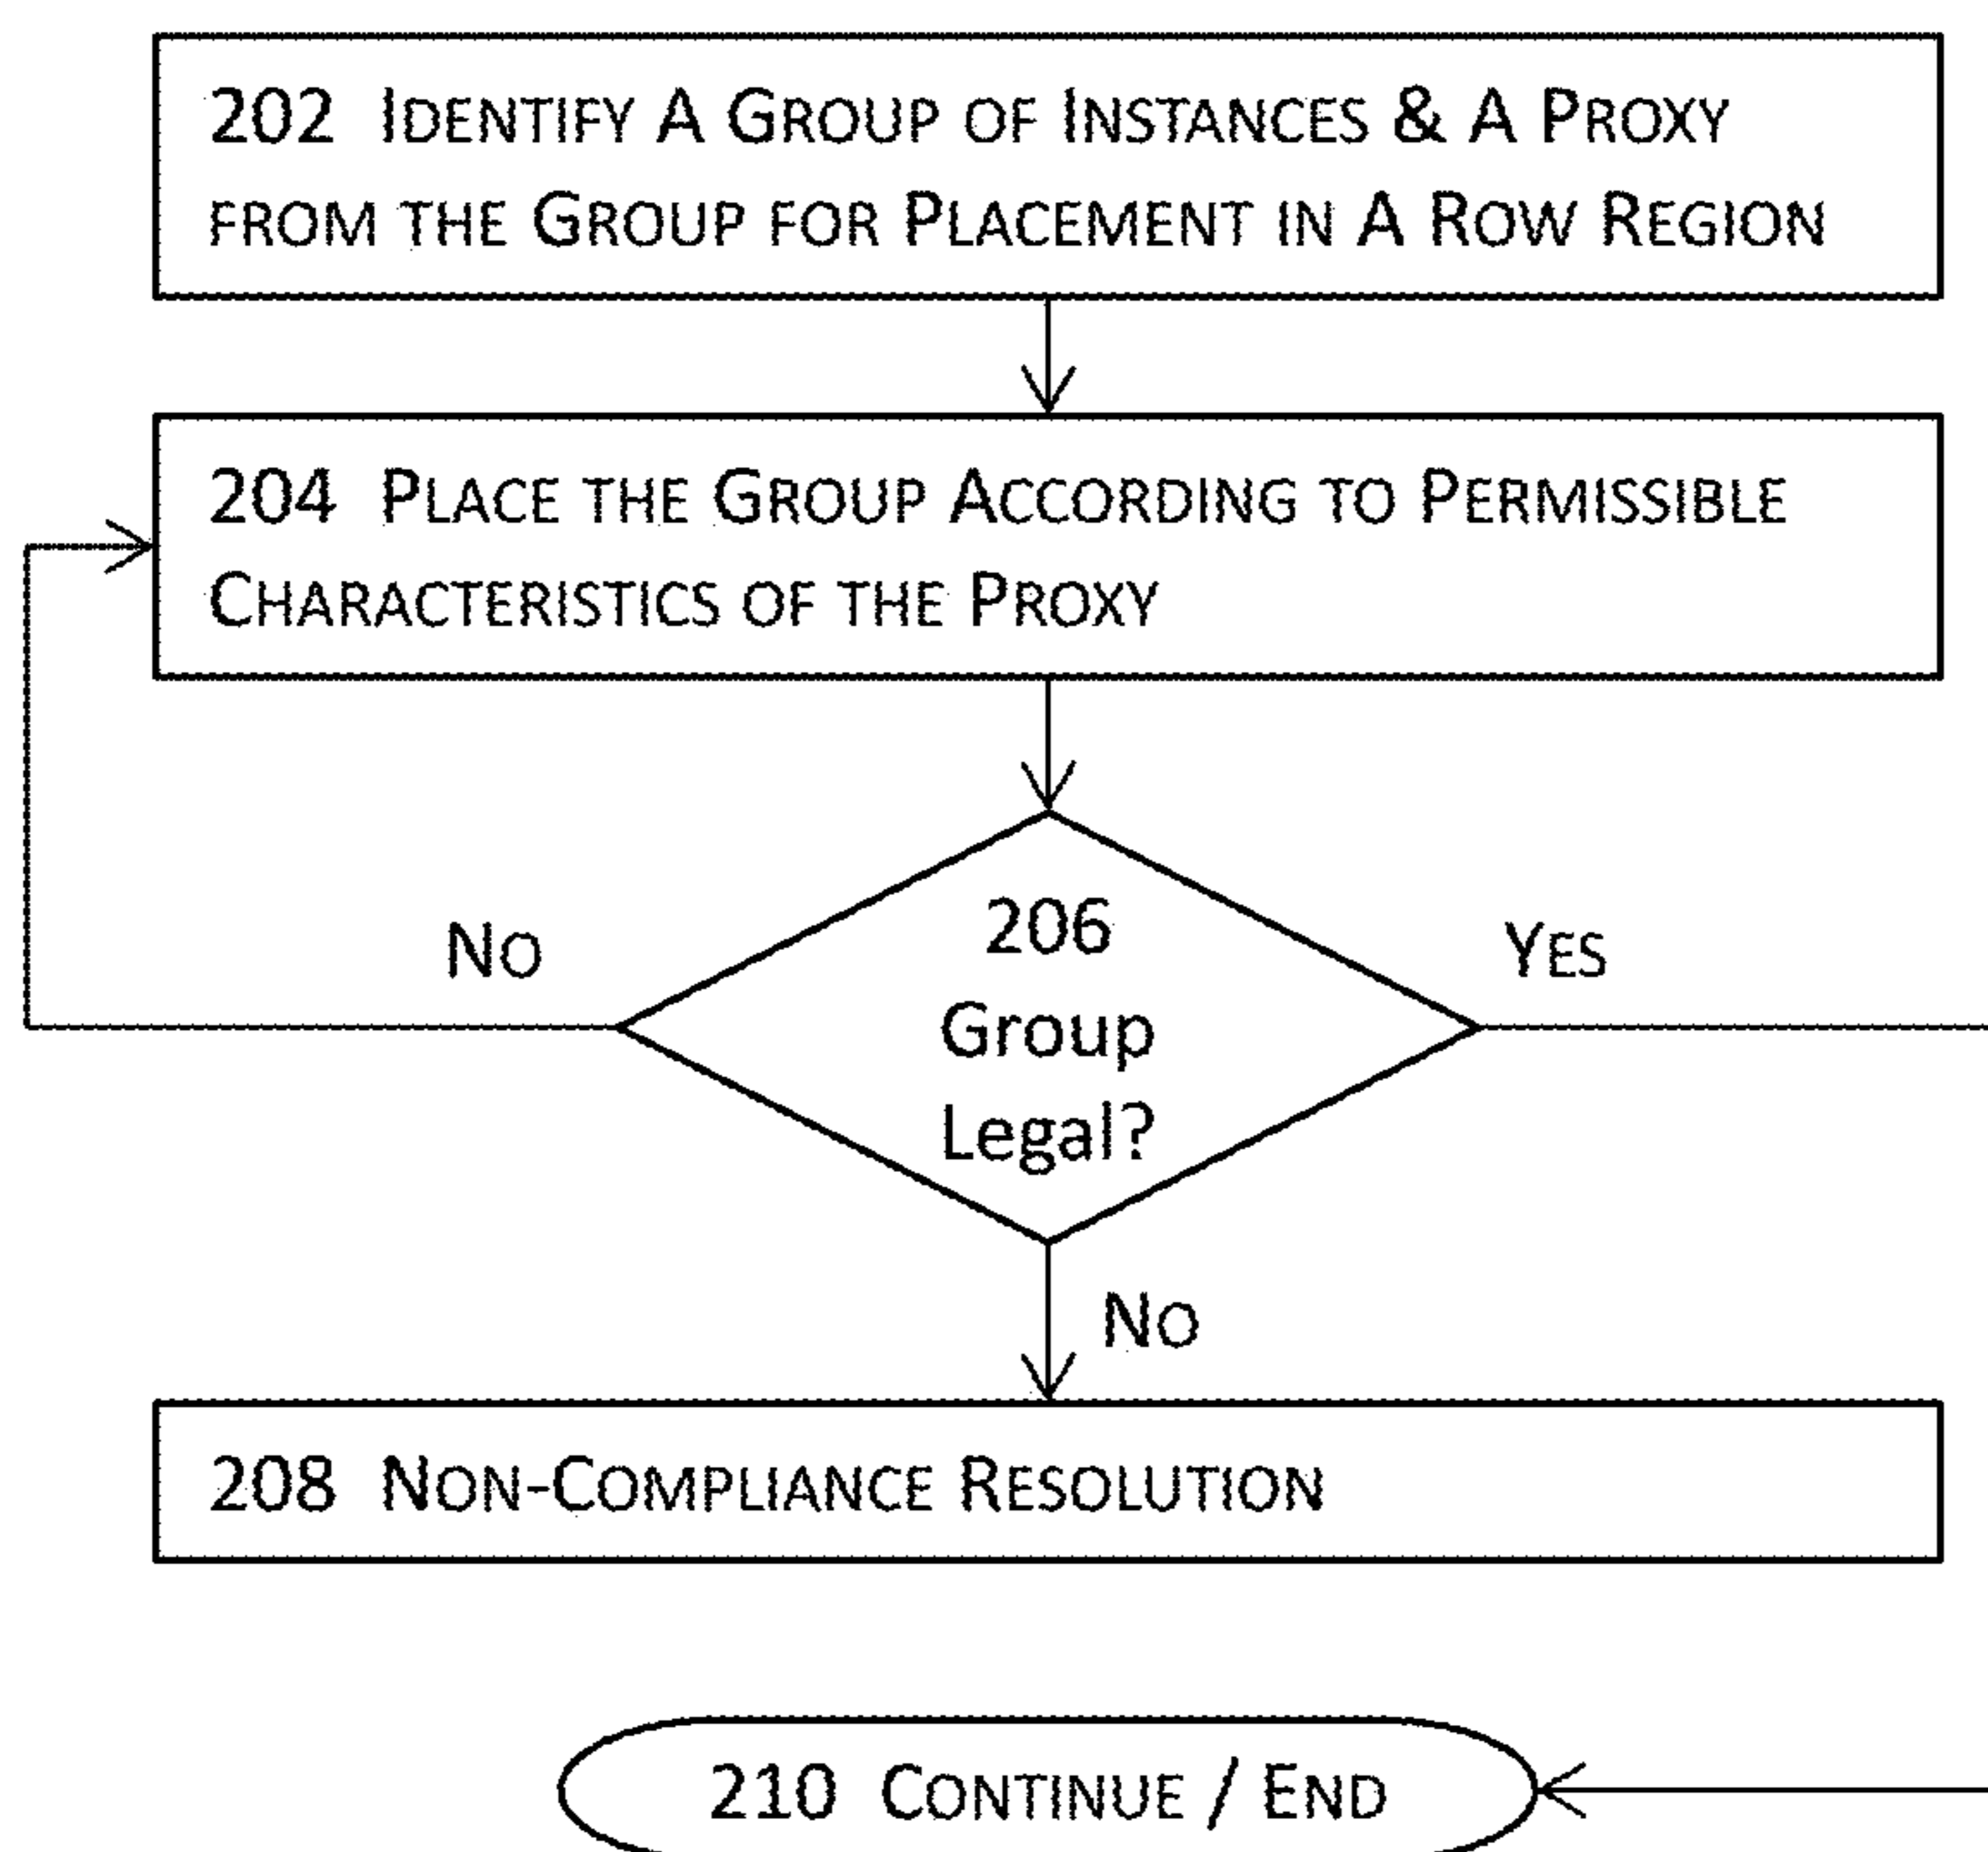 202 IDENTIFY A GROUP OF INSTANCES & A PROXY
FROM THE GROUP FOR PLACEMENT IN A ROW REGION
204 PLACE THE GROUP ACCORDING TO PERMISSIBLE
CHARACTERISTICS OF THE PROXY
206
Group
Legal?
NO
YES
NO
208 NON-COMPLIANCE RESOLUTION
210 CONTINUE / END